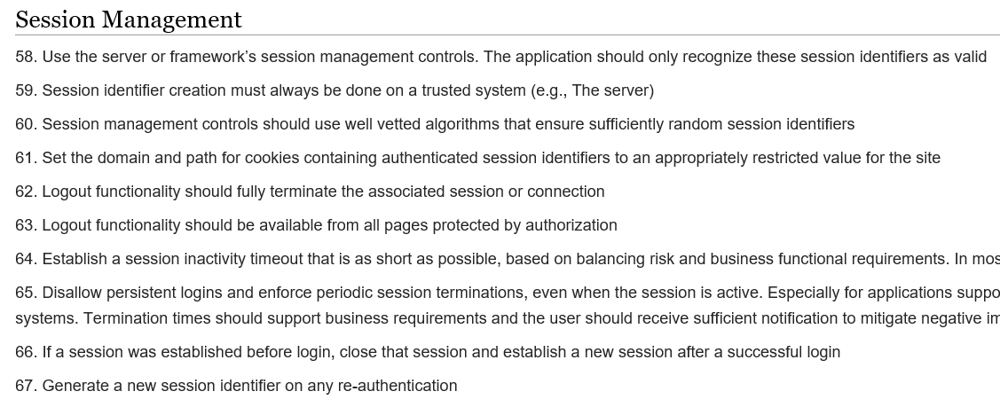 Session Management
58. Use the server or framework’s session management controls. The application should only recognize these session identifiers as valid
59. Session identifier creation must always be done on a trusted system (e.g., The server)
60. Session management controls should use well vetted algorithms that ensure sufficiently random session identifiers
61. Set the domain and path for cookies containing authenticated session identifiers to an appropriately restricted value for the site
62. Logout functionality should fully terminate the associated session or connection
63. Logout functionality should be available from all pages protected by authorization
64. Establish a session inactivity timeout that is as short as possible, based on balancing risk and business functional requirements. In
65. Disallow persistent logins and enforce periodic session terminations, even when the session is active. Especially for applications
systems. Termination times should support business requirements and the user should receive sufficient notification to mitigate negative
66. If a session was established before login, close that session and establish a new session after a successful login
67. Generate a new session identifier on any re-authentication